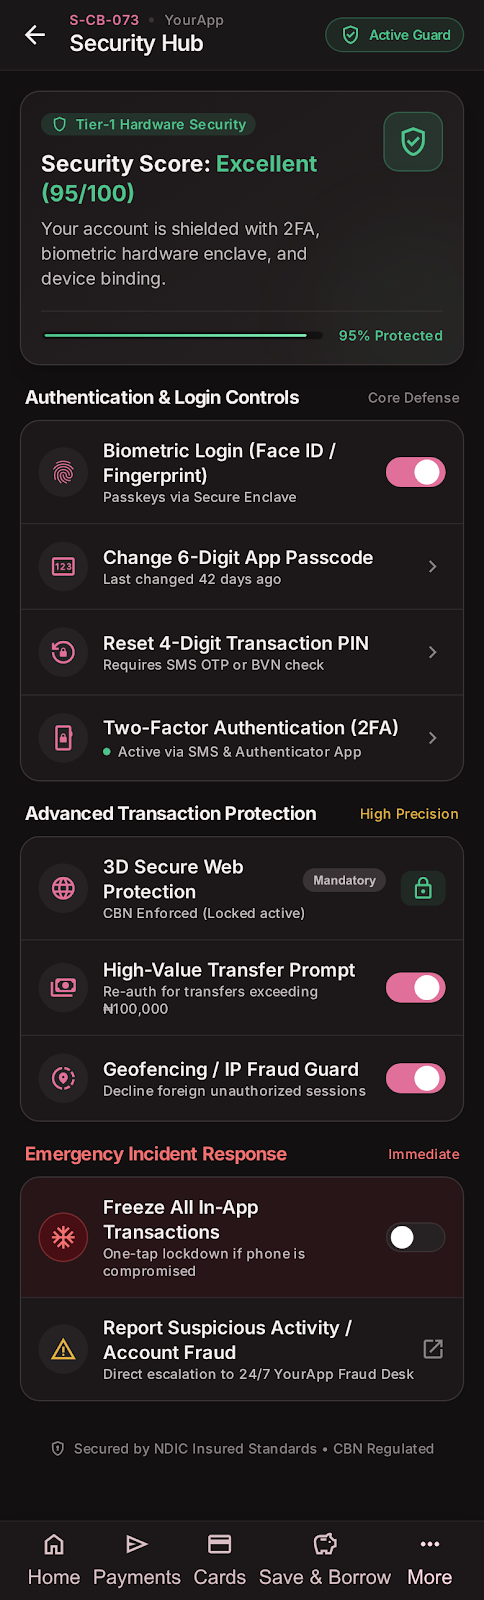 S-CB-073 • YourApp
Security Hub
Active Guard
Tier-1 Hardware Security
Security Score: Excellent
(95/100)
Your account is shielded with 2FA,
biometric hardware enclave, and
device binding.
95% Protected
Authentication & Login Controls
Core Defense
Biometric Login (Face ID /
Fingerprint)
Passkeys via Secure Enclave
123
Change 6-Digit App Passcode
Last changed 42 days ago
Reset 4-Digit Transaction PIN
Requires SMS OTP or BVN check
Two-Factor Authentication (2FA)
Active via SMS & Authenticator App
Advanced Transaction Protection
High Precision
3D Secure Web
Protection
CBN Enforced (Locked active)
Mandatory
High-Value Transfer Prompt
Re-auth for transfers exceeding
₦100,000
Geofencing / IP Fraud Guard
Decline foreign unauthorized sessions
Emergency Incident Response
Immediate
Freeze All In-App
Transactions
One-tap lockdown if phone is
compromised
Report Suspicious Activity /
Account Fraud
Direct escalation to 24/7 YourApp Fraud Desk
Secured by NDIC Insured Standards • CBN Regulated
Home
Payments
Cards
Save & Borrow
More